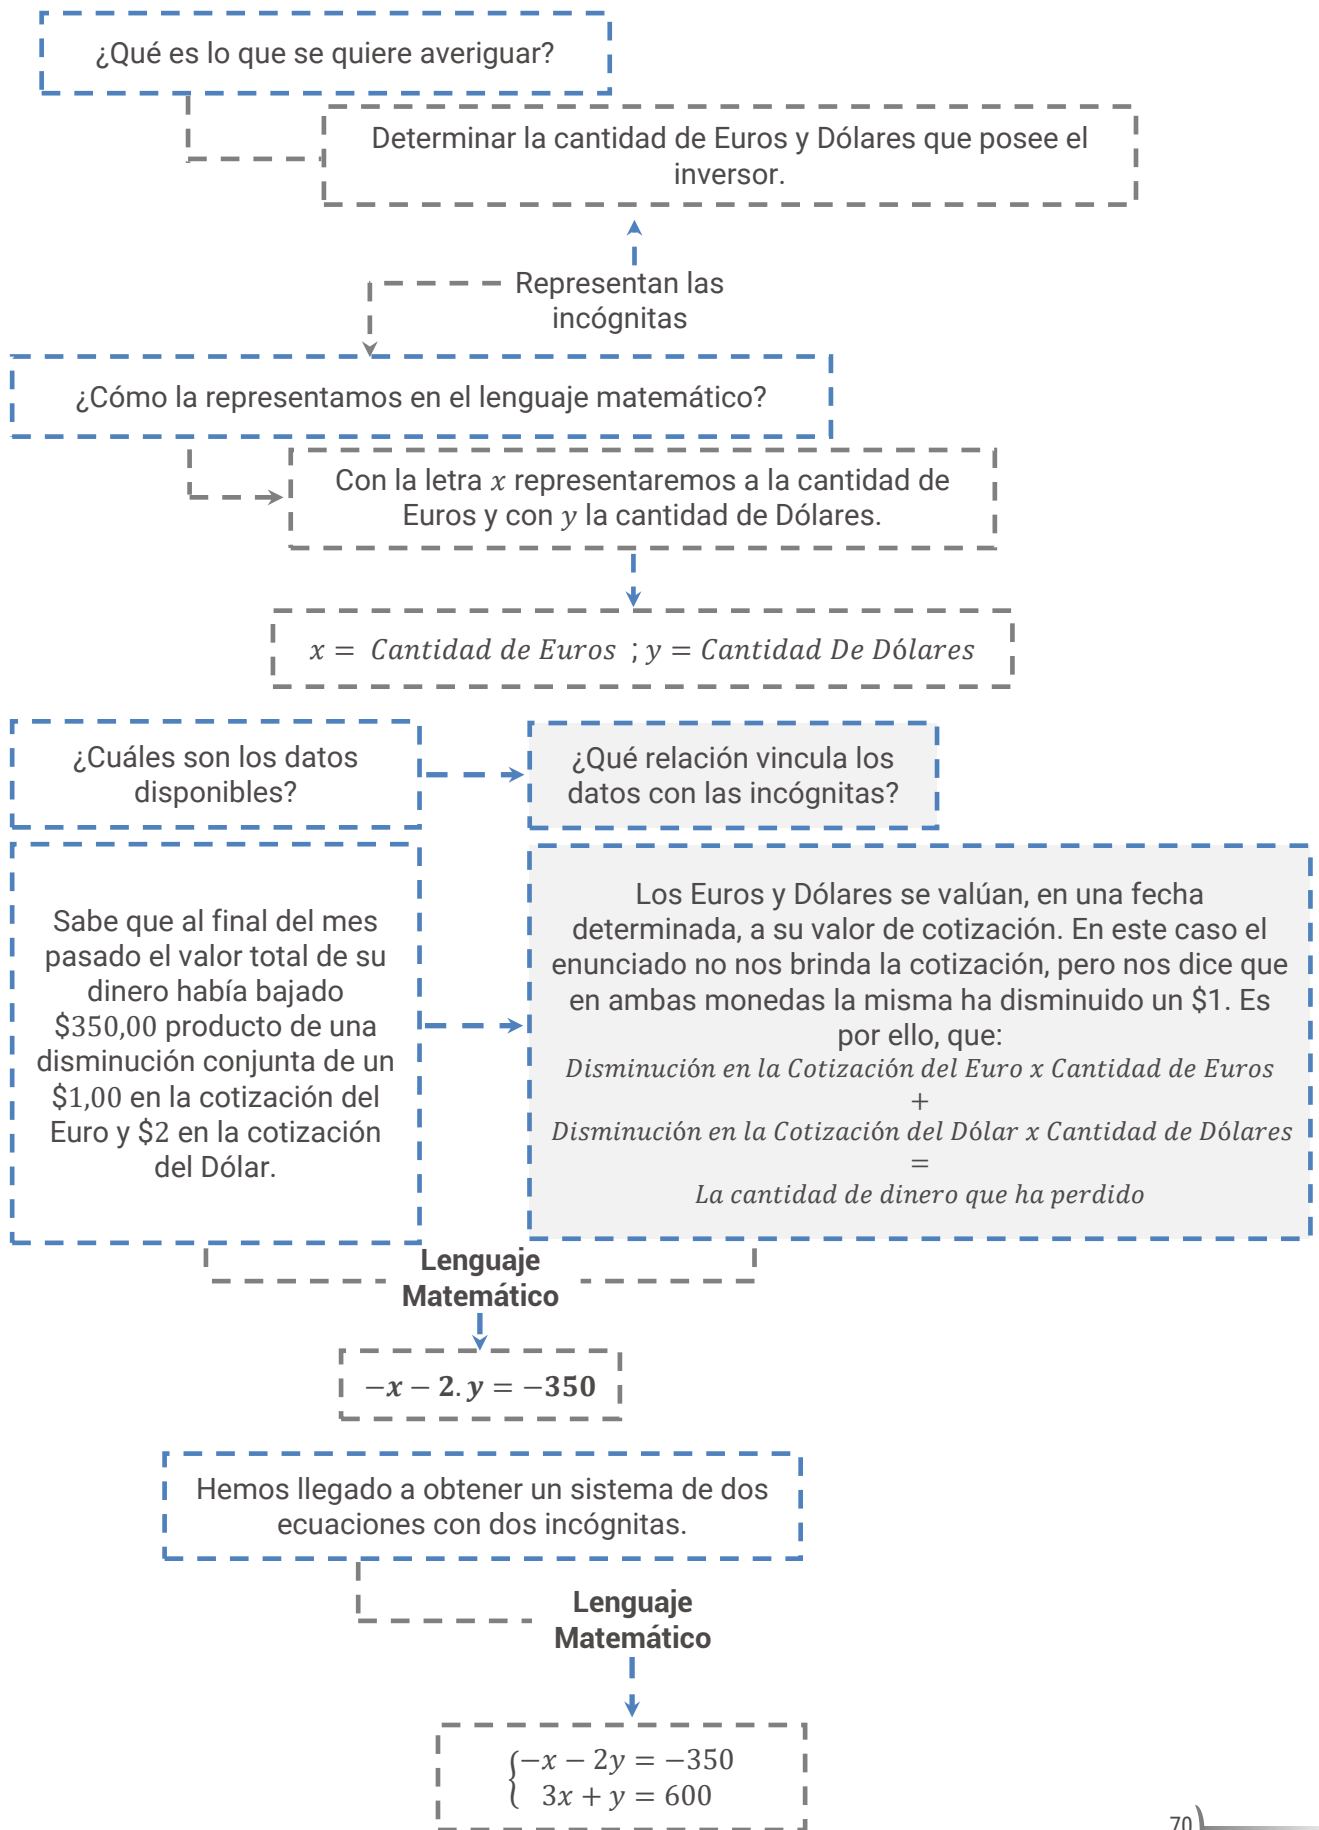 ¿Qué es lo que se quiere averiguar?
Determinar la cantidad de Euros y Dólares que posee el
inversor.
Representan las
incógnitas
¿Cómo la representamos en el lenguaje matemático?
Con la letra x representaremos a la cantidad de
Euros y con y la cantidad de Dólares.
x = Cantidad de Euros ; y = Cantidad De Dólares
¿Cuáles son los datos
disponibles?
¿Qué relación vincula los
datos con las incógnitas?
Sabe que al final del mes
pasado el valor total de su
dinero había bajado
$350,00 producto de una
disminución conjunta de un
$1,00 en la cotización del
Euro y $2 en la cotización
del Dólar.
Los Euros y Dólares se valúan, en una fecha
determinada, a su valor de cotización. En este caso el
enunciado no nos brinda la cotización, pero nos dice que
en ambas monedas la misma ha disminuido un $1. Es
por ello, que:
Disminución en la Cotización del Euro x Cantidad de Euros
+
Disminución en la Cotización del Dólar x Cantidad de Dólares
=
La cantidad de dinero que ha perdido
Lenguaje
Matemático
−x − 2. y = −350
Hemos llegado a obtener un sistema de dos
ecuaciones con dos incógnitas.
Lenguaje
Matemático
{−x − 2y = −350
3x + y = 600
70